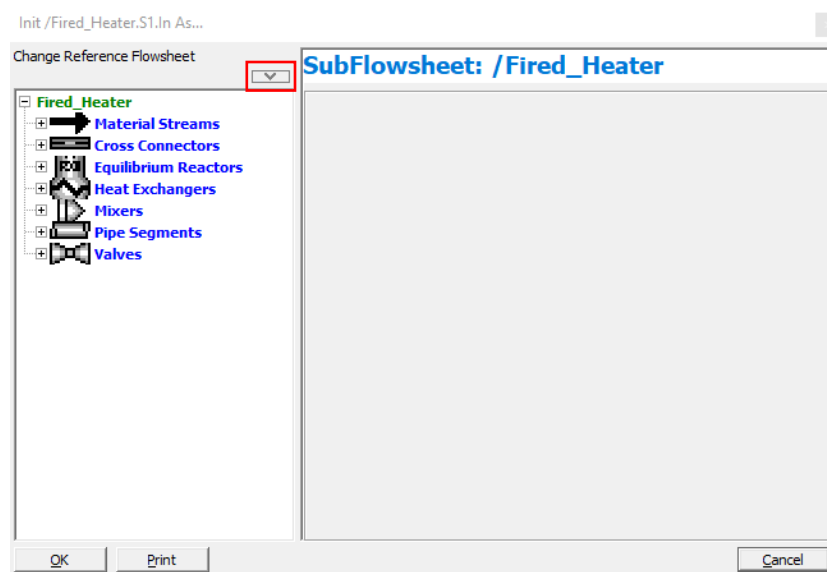 Init /Fired_Heater.S1.In As...
Change Reference Flowsheet
SubFlowsheet: /Fired_Heater
Fired_Heater
Material Streams
Cross Connectors
Equilibrium Reactors
Heat Exchangers
Mixers
Pipe Segments
Valves
OK
Print
Cancel